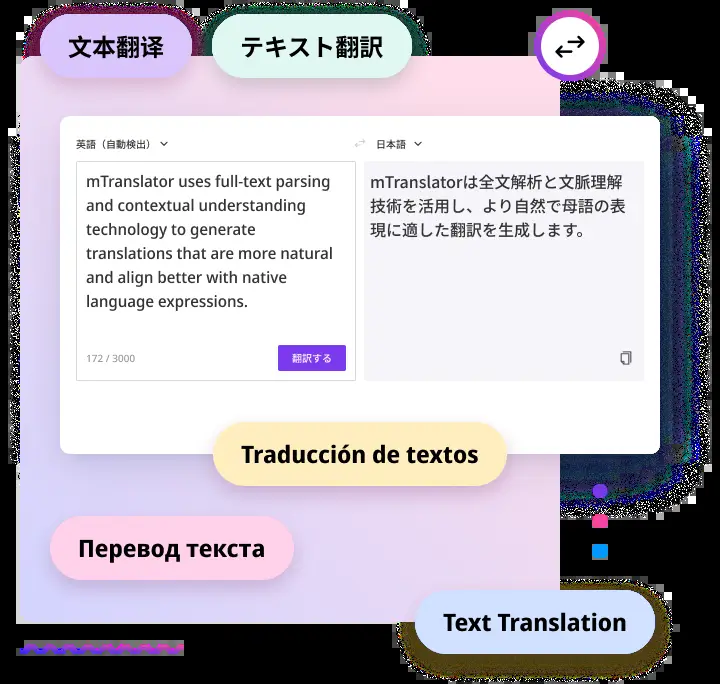 文本翻译
テキスト翻訳
英語（自動検出）
日本語
mTranslator uses full-text parsing
and contextual understanding
technology to generate
translations that are more natural
and align better with native
language expressions.
172 / 3000
翻訳する
mTranslatorは全文解析と文脈理解
技術を活用し、より自然で母語の表
現に適した翻訳を生成します。
Traducción de textos
Перевод текста
Text Translation